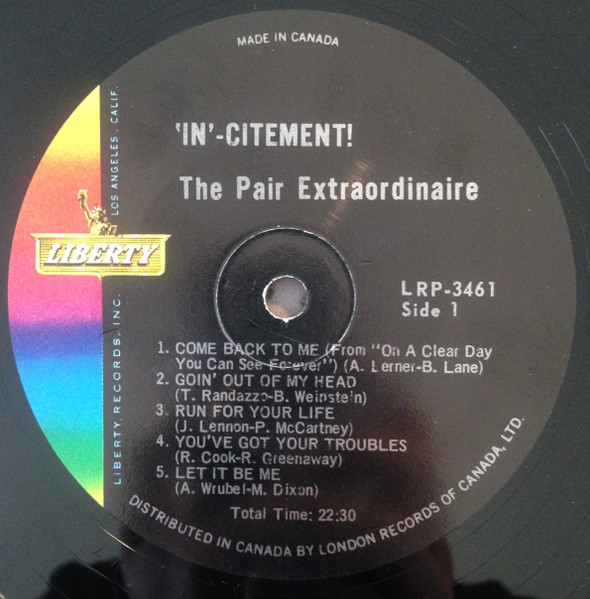 MADE IN CANADA
'IN'-CITEMENT!
The Pair Extraordinaire
LIBERTY
LIBERTY RECORDS, INC. LOS ANGELES, CALIF.
LRP-3461
Side 1
1. COME BACK TO ME (From "On A Clear Day
You Can See Forever") (A. Lerner-B. Lane)
2. GOIN' OUT OF MY HEAD
(T. Randazzo-B. Weinstein)
3. RUN FOR YOUR LIFE
(J. Lennon-P. McCartney)
4. YOU'VE GOT YOUR TROUBLES
(R. Cook-R. Greenaway)
5. LET IT BE ME
(A. Wrubel-M. Dixon)
Total Time: 22:30
DISTRIBUTED IN CANADA BY LONDON RECORDS OF CANADA, LTD.